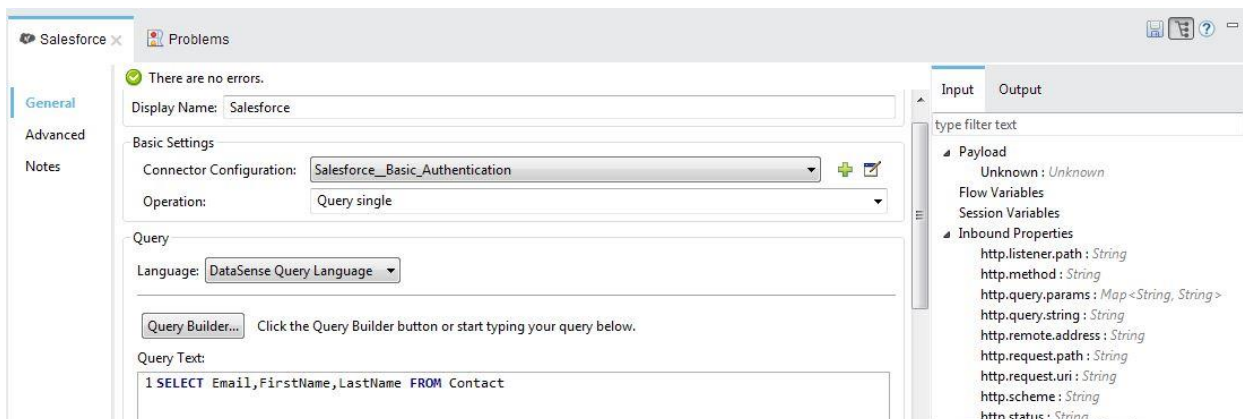 Salesforce
Problems
General
Advanced
Notes
There are no errors.
Display Name: Salesforce
Basic Settings
Connector Configuration: Salesforce__Basic_Authentication
Operation: Query single
Query
Language: DataSense Query Language
Query Builder... Click the Query Builder button or start typing your query below.
Query Text:
1 SELECT Email,FirstName,LastName FROM Contact
Input Output
type filter text
Payload
Unknown : Unknown
Flow Variables
Session Variables
Inbound Properties
http.listener.path : String
http.method : String
http.query.params : Map<String, String>
http.query.string : String
http.remote.address : String
http.request.path : String
http.request.uri : String
http.scheme : String
http.status : String